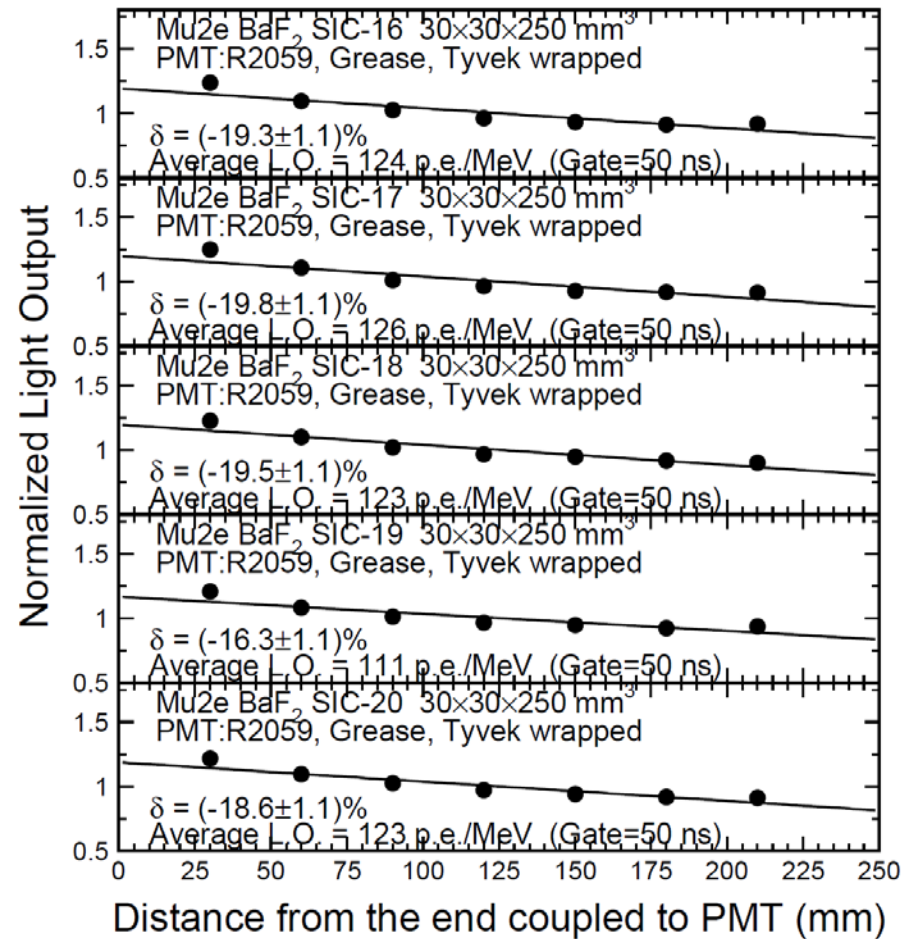 Normalized Light Output
1.5
1
0.5
Mu2e BaF₂ SIC-16 30×30×250 mm³
PMT:R2059, Grease, Tyvek wrapped
δ = (-19.3±1.1)%
Average L.O. = 124 p.e./MeV (Gate=50 ns)
1.5
1
0.5
Mu2e BaF₂ SIC-17 30×30×250 mm³
PMT:R2059, Grease, Tyvek wrapped
δ = (-19.8±1.1)%
Average L.O. = 126 p.e./MeV (Gate=50 ns)
1.5
1
0.5
Mu2e BaF₂ SIC-18 30×30×250 mm³
PMT:R2059, Grease, Tyvek wrapped
δ = (-19.5±1.1)%
Average L.O. = 123 p.e./MeV (Gate=50 ns)
1.5
1
0.5
Mu2e BaF₂ SIC-19 30×30×250 mm³
PMT:R2059, Grease, Tyvek wrapped
δ = (-16.3±1.1)%
Average L.O. = 111 p.e./MeV (Gate=50 ns)
1.5
1
0.5
Mu2e BaF₂ SIC-20 30×30×250 mm³
PMT:R2059, Grease, Tyvek wrapped
δ = (-18.6±1.1)%
Average L.O. = 123 p.e./MeV (Gate=50 ns)
0 25 50 75 100 125 150 175 200 225 250
Distance from the end coupled to PMT (mm)